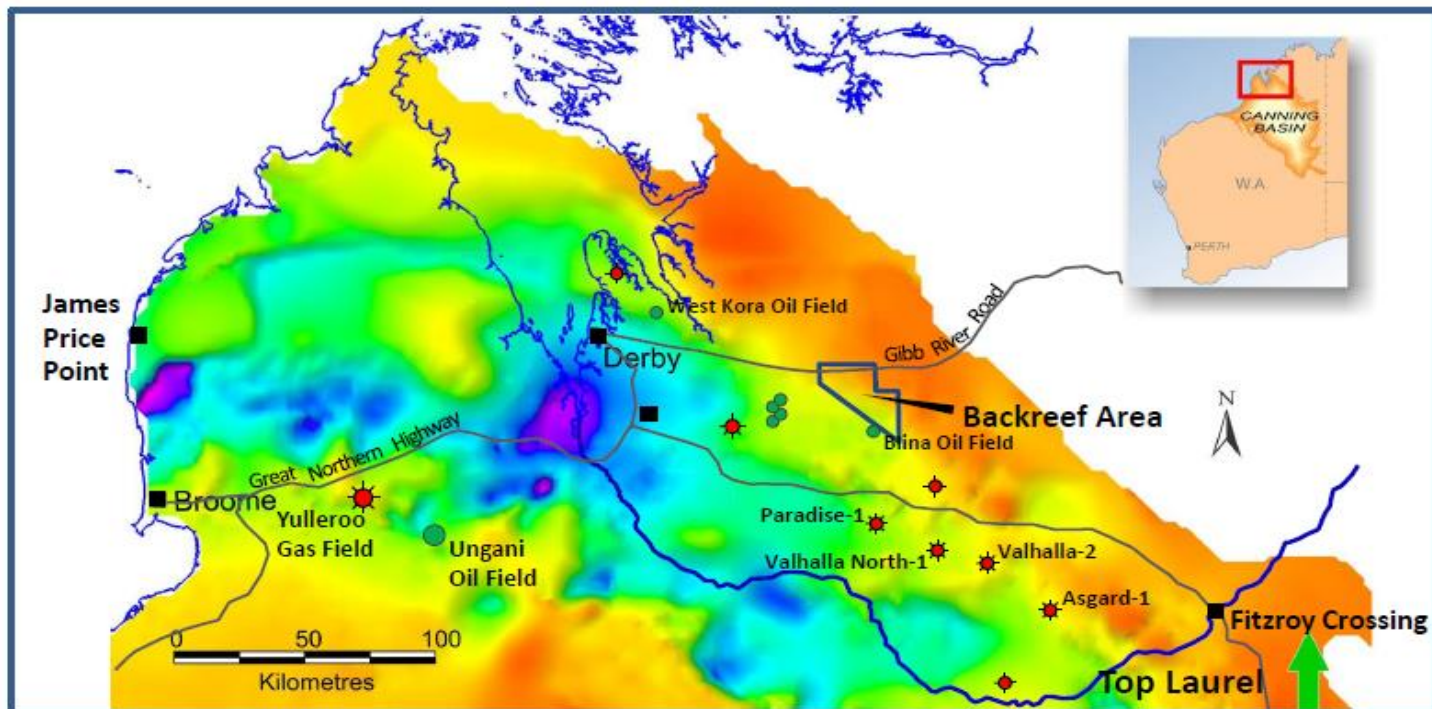 CANNING
BASIN
W.A
PERTH
James
Price
Point
West Kora Oil Field
Derby
Gibb River Road
N
Backreef Area
Blina Oil Field
Great Northern Highway
Broome
Yulleroo
Gas Field
Ungani
Oil Field
Paradise-1
Valhalla North-1
Valhalla-2
Asgard-1
Fitzroy Crossing
0 50 100
Kilometres
Top Laurel